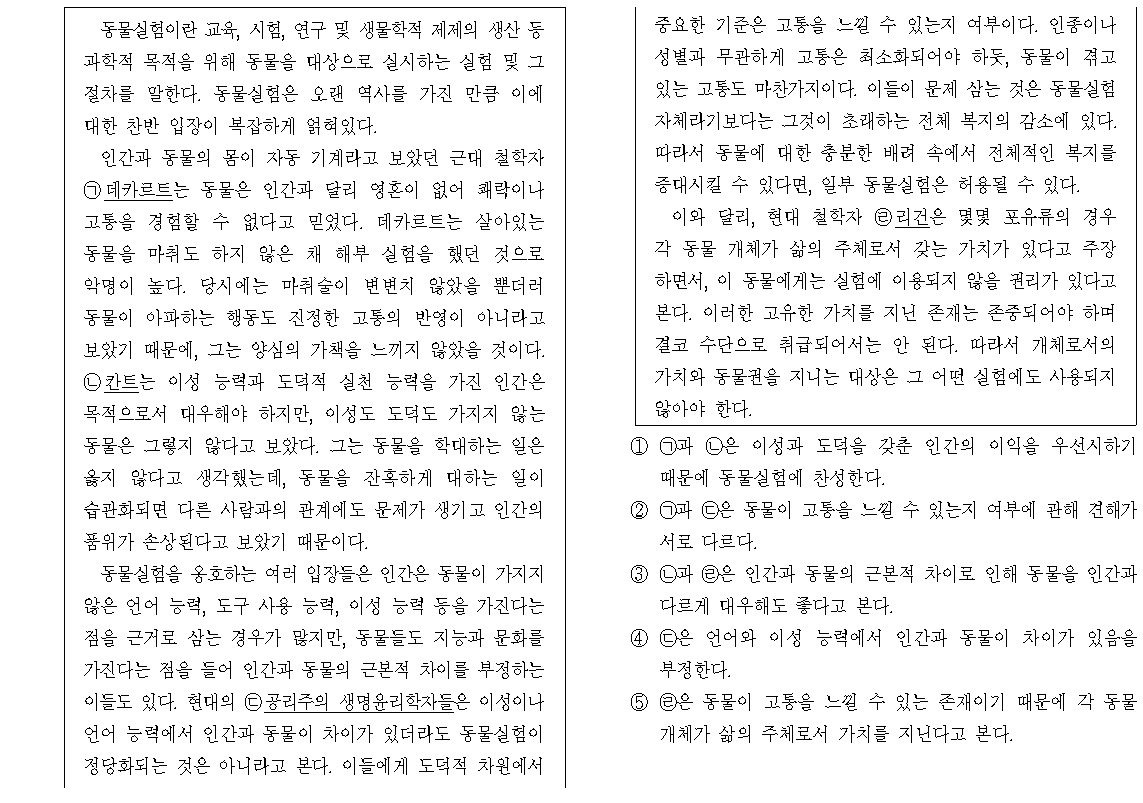 동물실험이란 교육, 시험, 연구 및 생물학적 제제의 생산 등
과학적 목적을 위해 동물을 대상으로 실시하는 실험 및 그
절차를 말한다. 동물실험은 오랜 역사를 가진 만큼 이에
대한 찬반 입장이 복잡하게 얽혀있다.
인간과 동물의 몸이 자동 기계라고 보았던 근대 철학자
㉠데카르트는 동물은 인간과 달리 영혼이 없어 쾌락이나
고통을 경험할 수 없다고 믿었다. 데카르트는 살아있는
동물을 마취도 하지 않은 채 해부 실험을 했던 것으로
악명이 높다. 당시에는 마취술이 변변치 않았을 뿐더러
동물이 아파하는 행동도 진정한 고통의 반영이 아니라고
보았기 때문에, 그는 양심의 가책을 느끼지 않았을 것이다.
㉡칸트는 이성 능력과 도덕적 실천 능력을 가진 인간은
목적으로서 대우해야 하지만, 이성도 도덕도 가지지 않는
동물은 그렇지 않다고 보았다. 그는 동물을 학대하는 일은
옳지 않다고 생각했는데, 동물을 잔혹하게 대하는 일이
습관화되면 다른 사람과의 관계에도 문제가 생기고 인간의
품위가 손상된다고 보았기 때문이다.
동물실험을 옹호하는 여러 입장들은 인간은 동물이 가지지
않은 언어 능력, 도구 사용 능력, 이성 능력 등을 가진다는
점을 근거로 삼는 경우가 많지만, 동물들도 지능과 문화를
가진다는 점을 들어 인간과 동물의 근본적 차이를 부정하는
이들도 있다. 현대의 ㉢공리주의 생명윤리학자들은 이성이나
언어 능력에서 인간과 동물이 차이가 있더라도 동물실험이
정당화되는 것은 아니라고 본다. 이들에게 도덕적 차원에서
중요한 기준은 고통을 느낄 수 있는지 여부이다. 인종이나
성별과 무관하게 고통은 최소화되어야 하듯, 동물이 겪고
있는 고통도 마찬가지이다. 이들이 문제 삼는 것은 동물실험
자체라기보다는 그것이 초래하는 전체 복지의 감소에 있다.
따라서 동물에 대한 충분한 배려 속에서 전체적인 복지를
증대시킬 수 있다면, 일부 동물실험은 허용될 수 있다.
이와 달리, 현대 철학자 ㉣리건은 몇몇 포유류의 경우
각 동물 개체가 삶의 주체로서 갖는 가치가 있다고 주장
하면서, 이 동물에게는 실험에 이용되지 않을 권리가 있다고
본다. 이러한 고유한 가치를 지닌 존재는 존중되어야 하며
결코 수단으로 취급되어서는 안 된다. 따라서 개체로서의
가치와 동물권을 지니는 대상은 그 어떤 실험에도 사용되지
않아야 한다.
① ㉠과 ㉡은 이성과 도덕을 갖춘 인간의 이익을 우선시하기
때문에 동물실험에 찬성한다.
② ㉠과 ㉢은 동물이 고통을 느낄 수 있는지 여부에 관해 견해가
서로 다르다.
③ ㉡과 ㉣은 인간과 동물의 근본적 차이로 인해 동물을 인간과
다르게 대우해도 좋다고 본다.
④ ㉢은 언어와 이성 능력에서 인간과 동물이 차이가 있음을
부정한다.
⑤ ㉣은 동물이 고통을 느낄 수 있는 존재이기 때문에 각 동물
개체가 삶의 주체로서 가치를 지닌다고 본다.